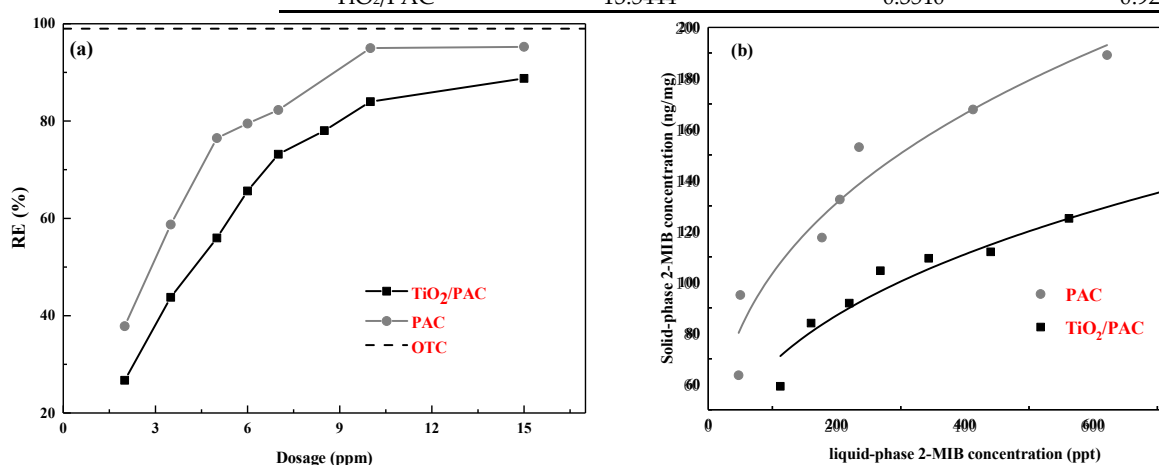 TiO₂/PAC 0.92
100
(a)
80
60
40
20
RE (%)
TiO2/PAC
PAC
OTC
0 3 6 9 12 15
Dosage (ppm)
200
(b)
180
160
140
120
100
80
60
Solid-phase 2-MIB concentration (ng/mg)
PAC
TiO2/PAC
0 200 400 600
liquid-phase 2-MIB concentration (ppt)